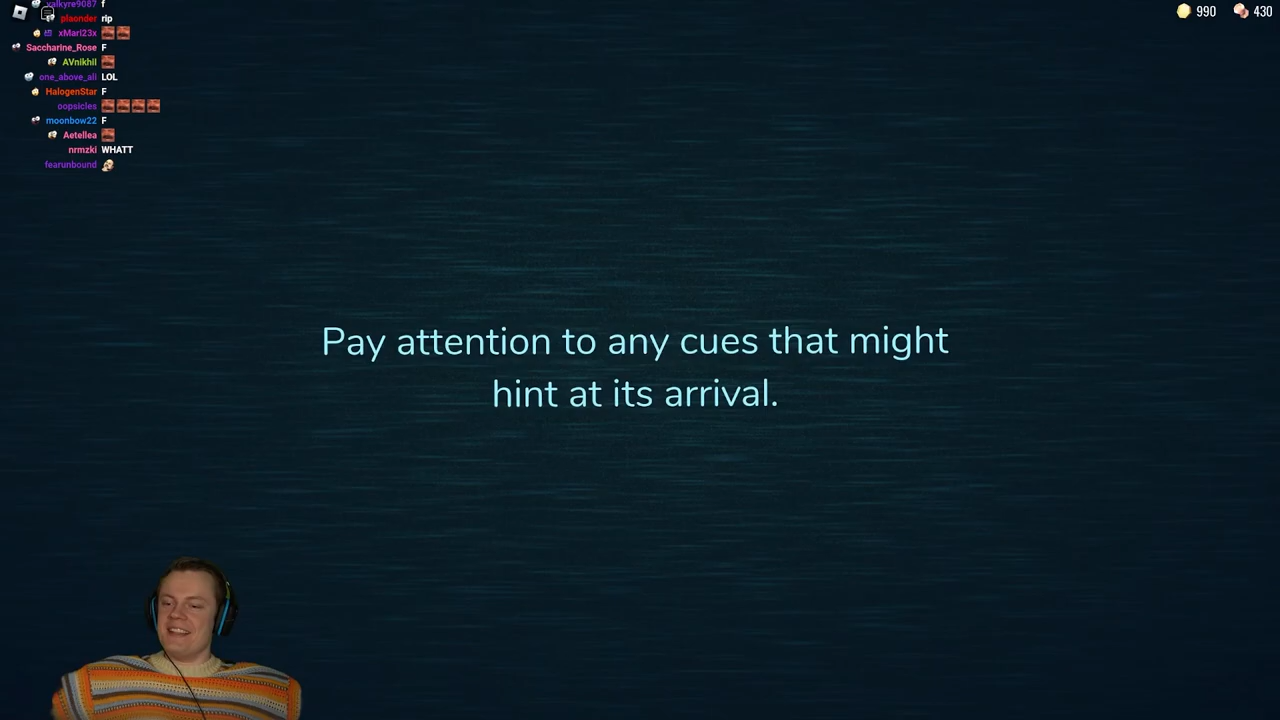 valkyre9087 f
plaonder rip
xMari23x
Saccharine_Rose F
AVnikhil
one_above_ali LOL
HalogenStar F
oopsicles
moonbow22 F
Aetellea
nrmzki WHATT
fearunbound
990 430
Pay attention to any cues that might
hint at its arrival.